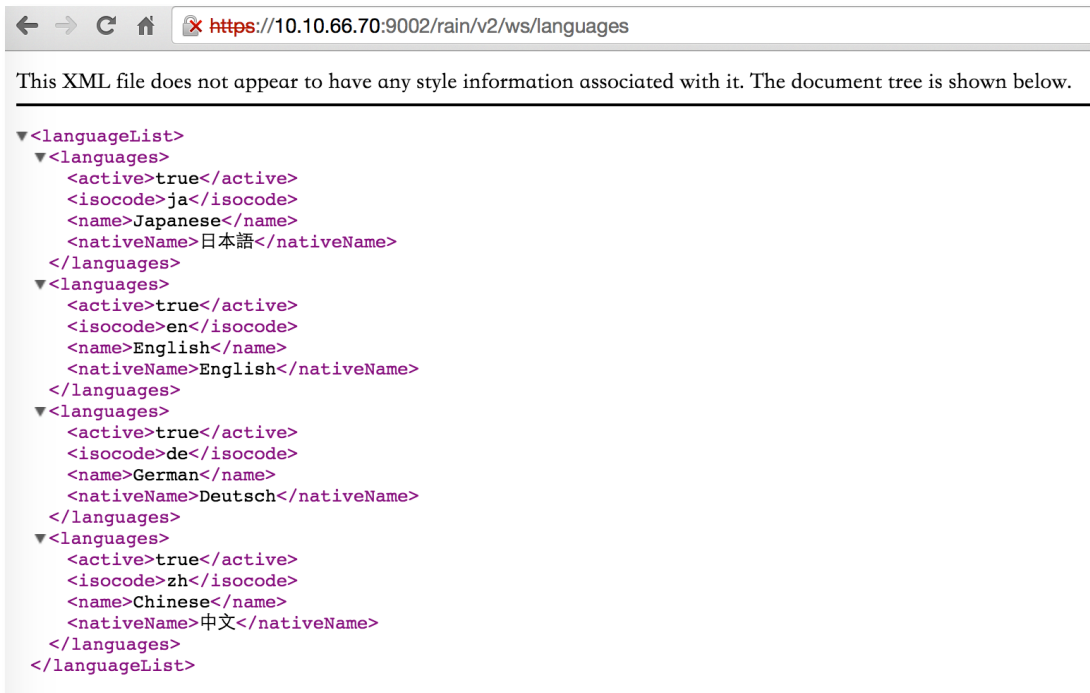 https://10.10.66.70:9002/rain/v2/ws/languages
This XML file does not appear to have any style information associated with it. The document tree is shown below.
▼<languageList>
▼<languages>
<active>true</active>
<isocode>ja</isocode>
<name>Japanese</name>
<nativeName>日本語</nativeName>
</languages>
▼<languages>
<active>true</active>
<isocode>en</isocode>
<name>English</name>
<nativeName>English</nativeName>
</languages>
▼<languages>
<active>true</active>
<isocode>de</isocode>
<name>German</name>
<nativeName>Deutsch</nativeName>
</languages>
▼<languages>
<active>true</active>
<isocode>zh</isocode>
<name>Chinese</name>
<nativeName>中文</nativeName>
</languages>
</languageList>